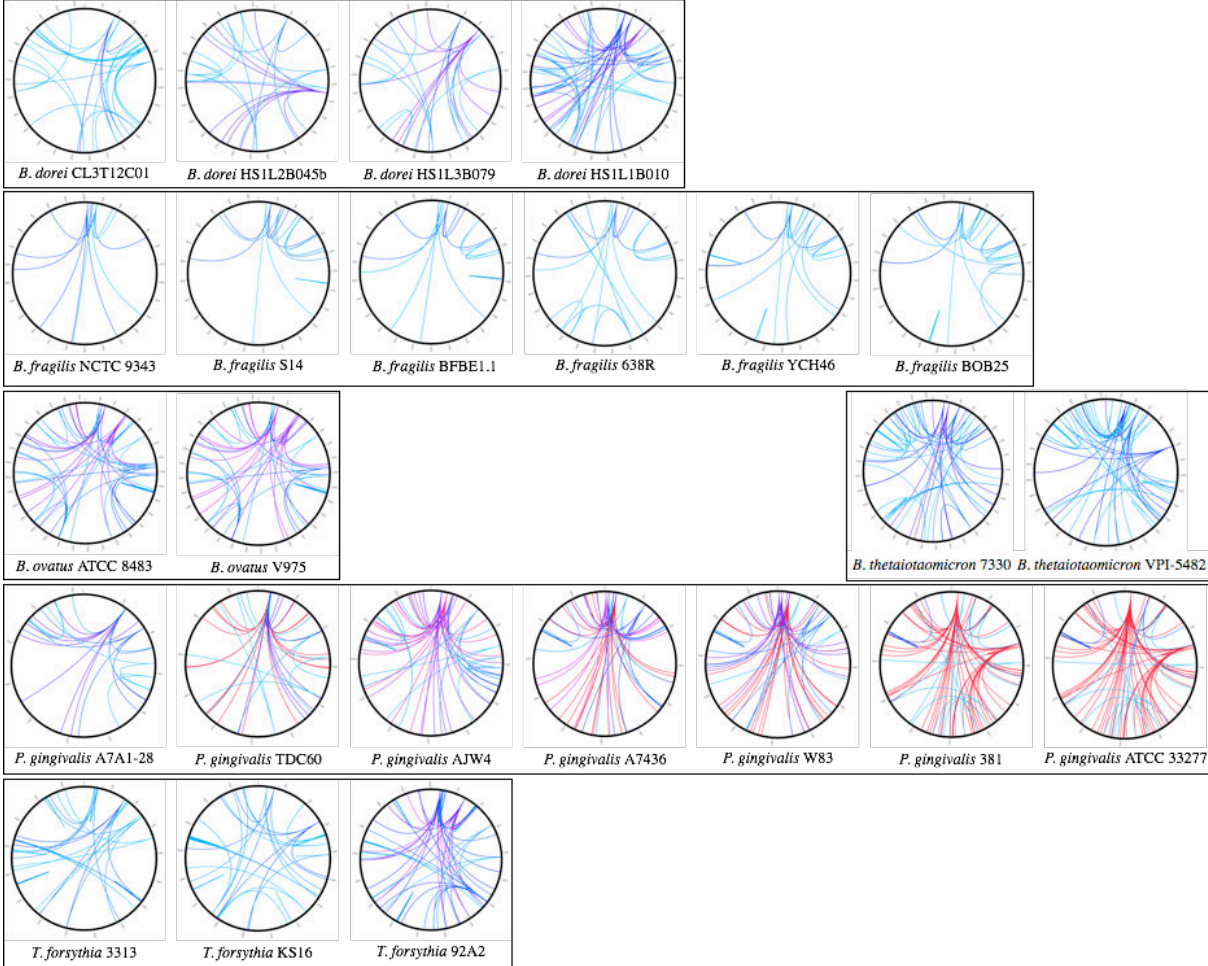 B. dorei CL3T12C01 B. dorei HS1L2B045b B. dorei HS1L3B079 B. dorei HS1L1B010
B. fragilis NCTC 9343 B. fragilis S14 B. fragilis BFBE1.1 B. fragilis 638R B. fragilis YCH46 B. fragilis BOB25
B. ovatus ATCC 8483 B. ovatus V975 B. thetaiotaomicron 7330 B. thetaiotaomicron VPI-5482
P. gingivalis A7A1-28 P. gingivalis TDC60 P. gingivalis AJW4 P. gingivalis A7436 P. gingivalis W83 P. gingivalis 381 P. gingivalis ATCC 33277
T. forsythia 3313 T. forsythia KS16 T. forsythia 92A2